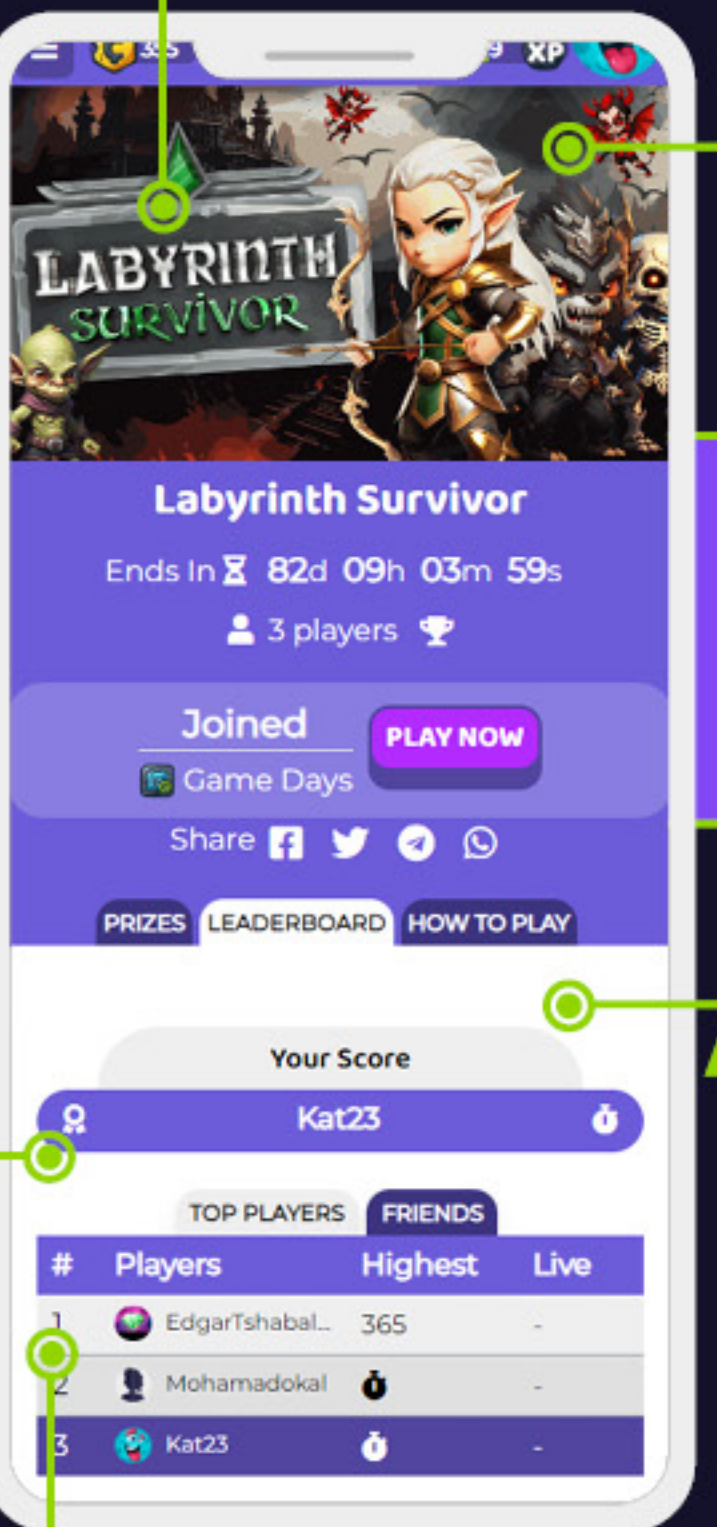 XP
LABYRINTH
SURVIVOR
Labyrinth Survivor
Ends In 82d 09h 03m 59s
3 players
Joined
PLAY NOW
Game Days
Share
PRIZES LEADERBOARD HOW TO PLAY
Your Score
Kat23
TOP PLAYERS FRIENDS
# Players Highest Live
1 EdgarTshabal... 365 -
2 Mohamadokal -
3 Kat23 -